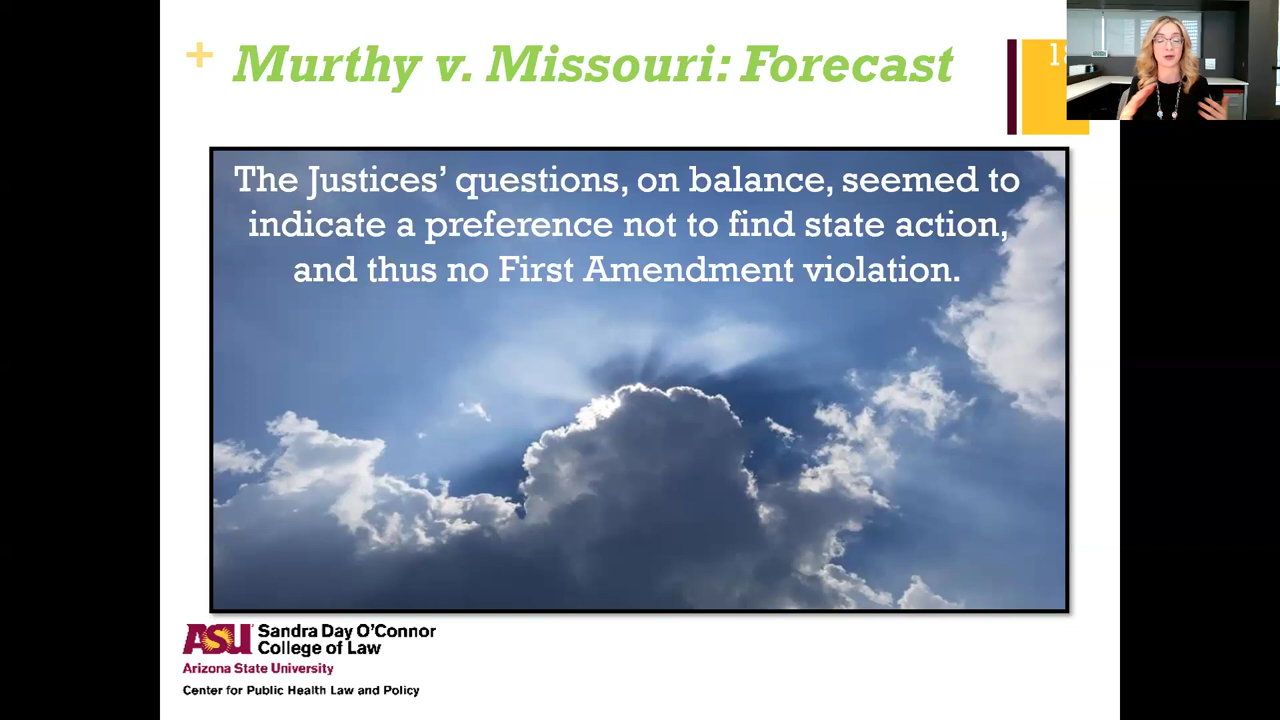 + Murthy v. Missouri: Forecast
The Justices’ questions, on balance, seemed to
indicate a preference not to find state action,
and thus no First Amendment violation.
ASU Sandra Day O’Connor
College of Law
Arizona State University
Center for Public Health Law and Policy